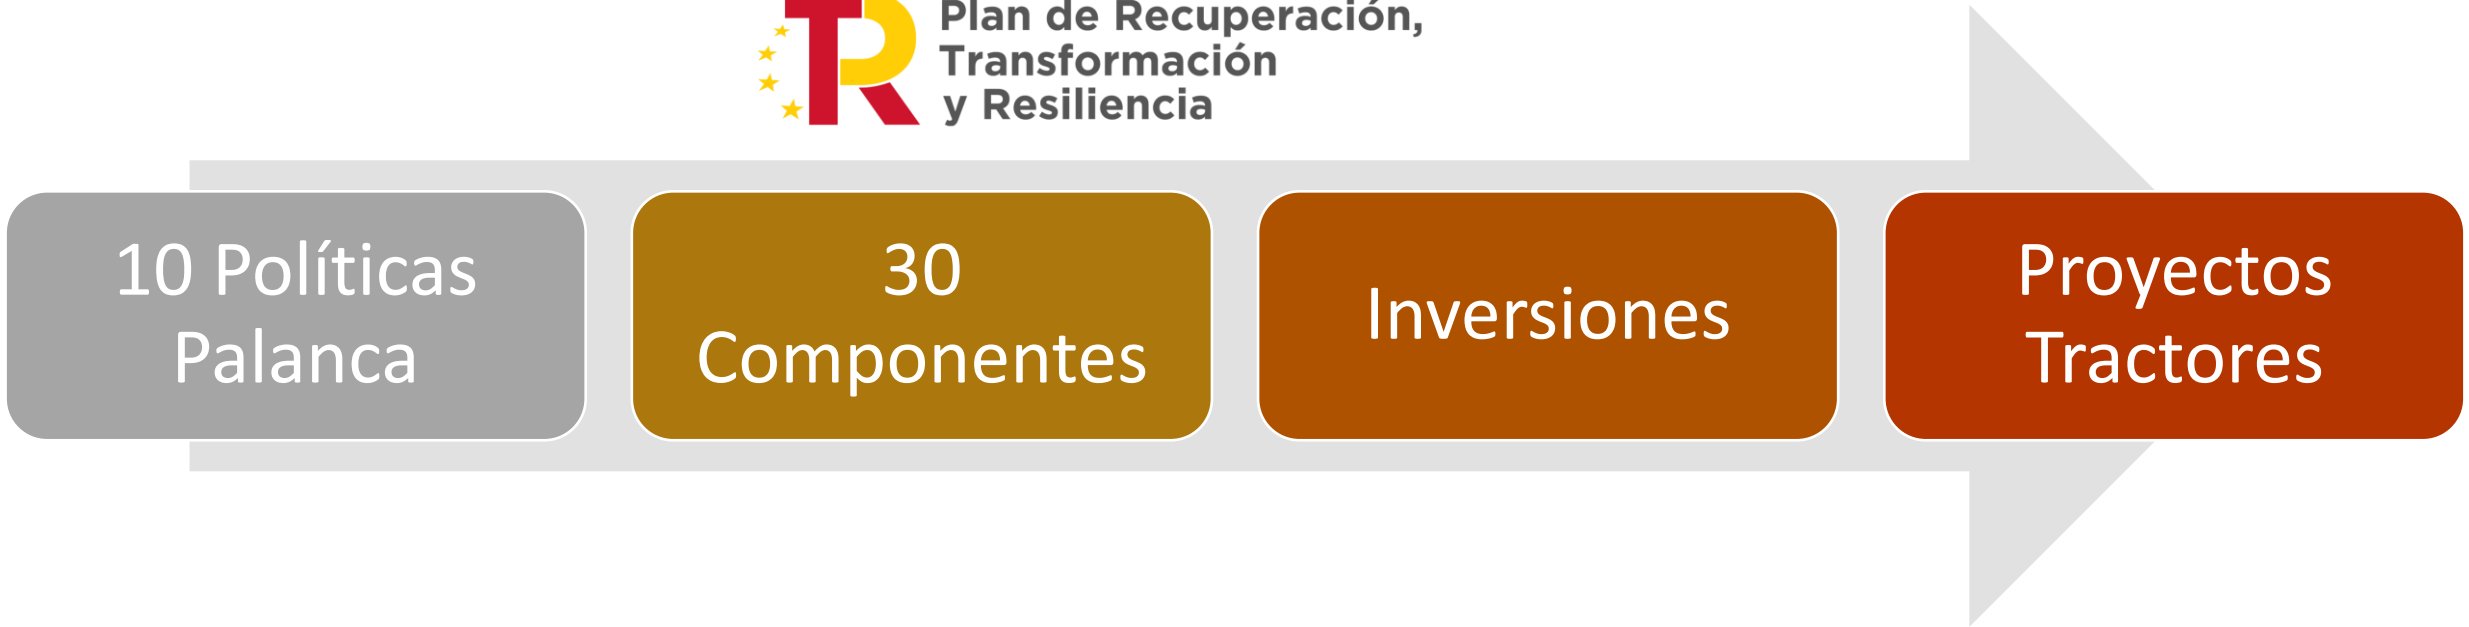 Plan de Recuperación,
Transformación
y Resiliencia
10 Políticas
Palanca
30
Componentes
Inversiones
Proyectos
Tractores